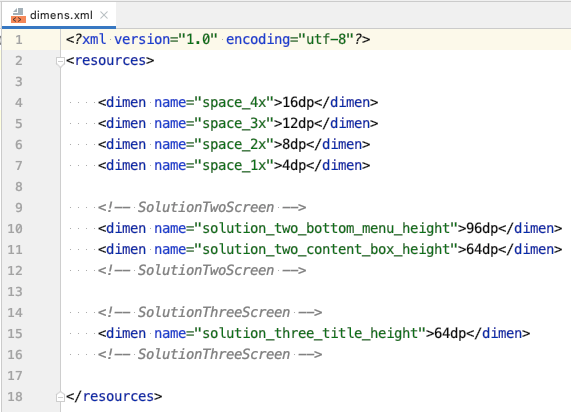 dimens.xml
1 <?xml version="1.0" encoding="utf-8"?>
2 <resources>
3
4 <dimen name="space_4x">16dp</dimen>
5 <dimen name="space_3x">12dp</dimen>
6 <dimen name="space_2x">8dp</dimen>
7 <dimen name="space_1x">4dp</dimen>
8
9 <!-- SolutionTwoScreen -->
10 <dimen name="solution_two_bottom_menu_height">96dp</dimen>
11 <dimen name="solution_two_content_box_height">64dp</dimen>
12 <!-- SolutionTwoScreen -->
13
14 <!-- SolutionThreeScreen -->
15 <dimen name="solution_three_title_height">64dp</dimen>
16 <!-- SolutionThreeScreen -->
17
18 </resources>